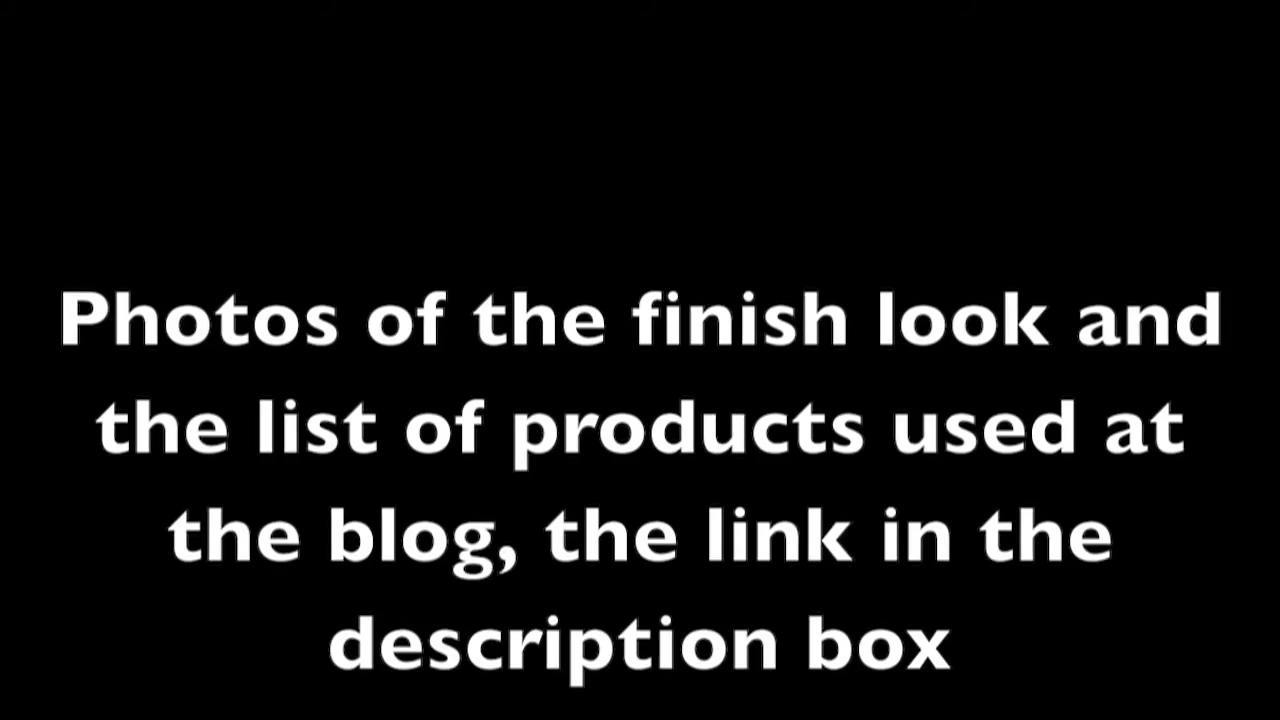 Photos of the finish look and
the list of products used at
the blog, the link in the
description box